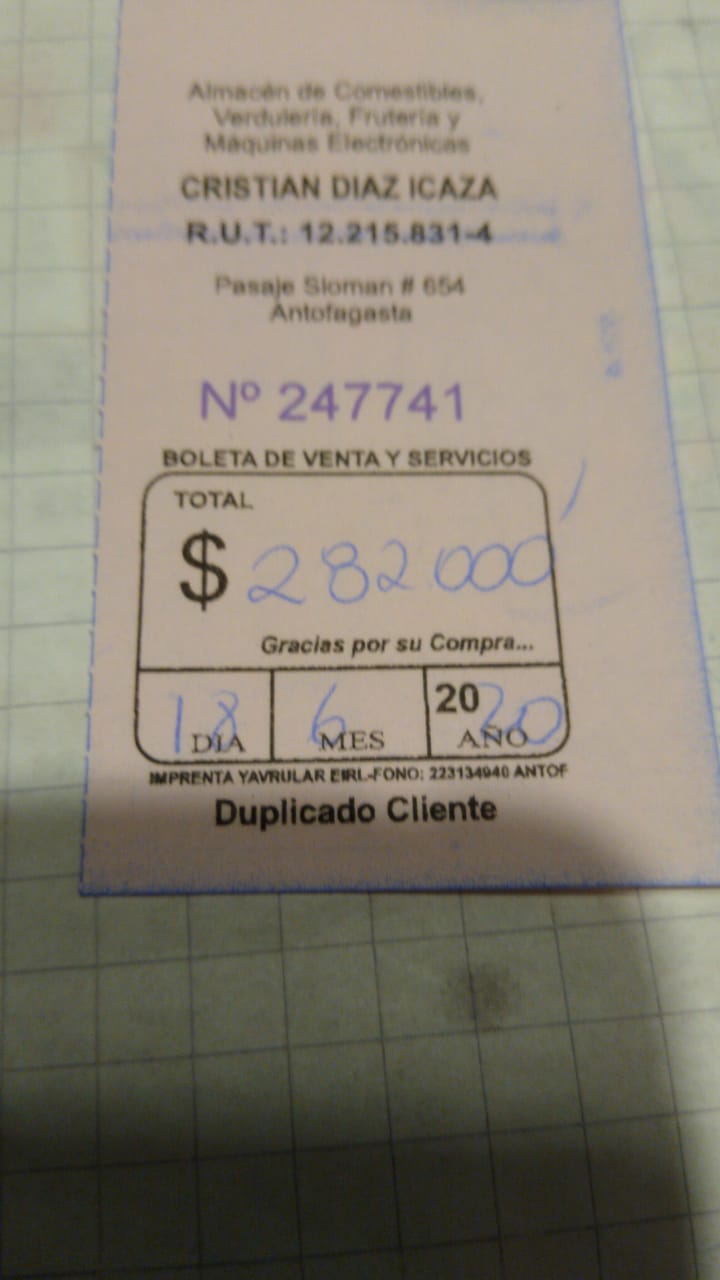 Almacén de Comestibles,
Verdulería, Frutería y
Máquinas Electrónicas
CRISTIAN DIAZ ICAZA
R.U.T.: 12.215.831-4
Pasaje Sloman # 654
Antofagasta
Nº 247741
BOLETA DE VENTA Y SERVICIOS
TOTAL
$ 282000
Gracias por su Compra...
18 6 2020
DIA MES AÑO
IMPRENTA YAVRULAR EIRL-FONO: 223134940 ANTOF
Duplicado Cliente